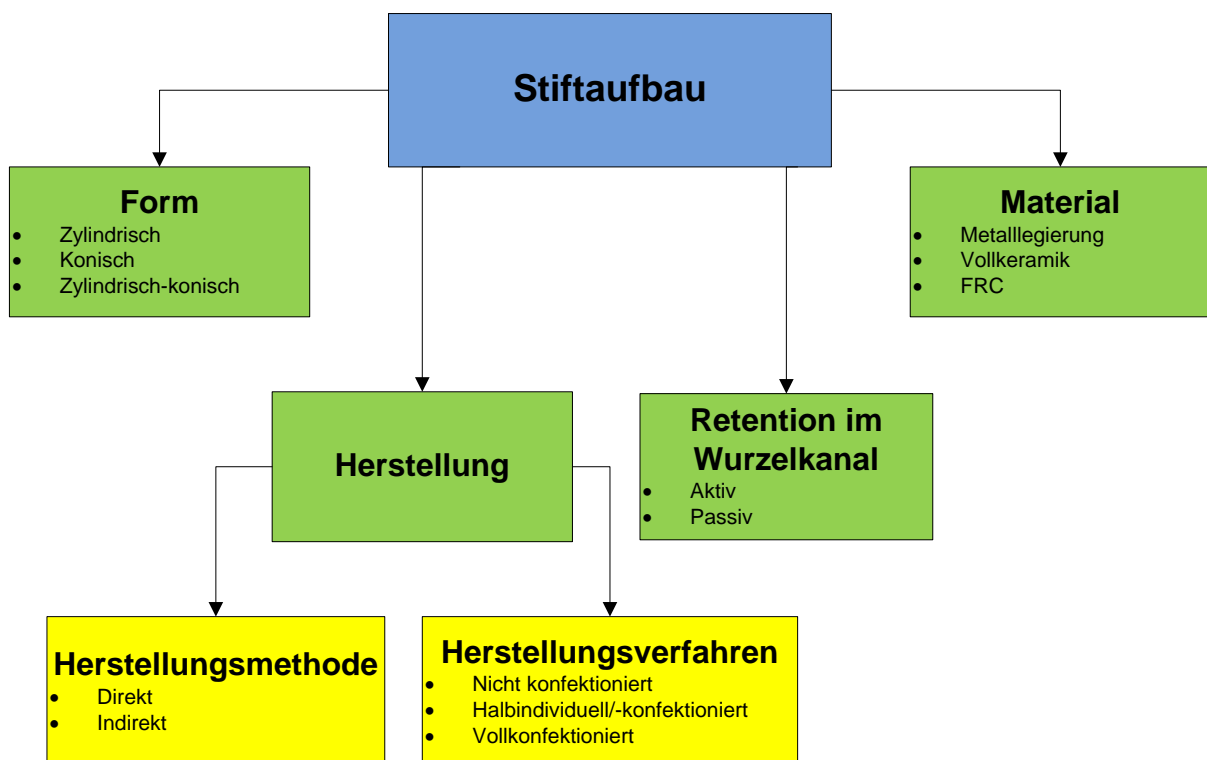 Stiftaufbau
Form
• Zylindrisch
• Konisch
• Zylindrisch-konisch
Material
• Metalllegierung
• Vollkeramik
• FRC
Herstellung
Retention im
Wurzelkanal
• Aktiv
• Passiv
Herstellungsmethode
• Direkt
• Indirekt
Herstellungsverfahren
• Nicht konfektioniert
• Halbindividuell/-konfektioniert
• Vollkonfektioniert